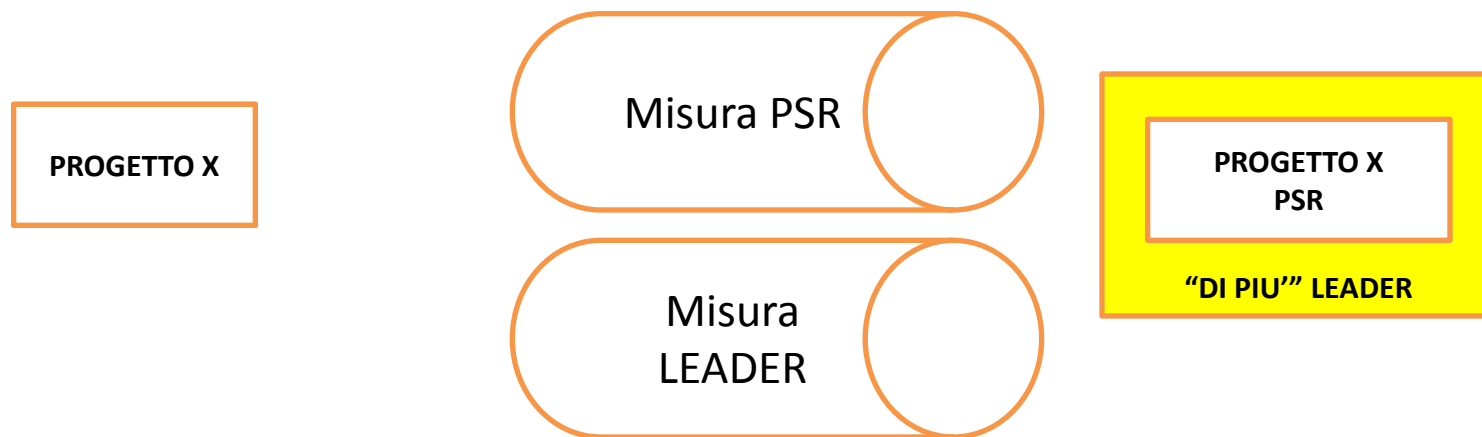 PROGETTO X
Misura PSR
Misura
LEADER
PROGETTO X
PSR
“DI PIU’” LEADER